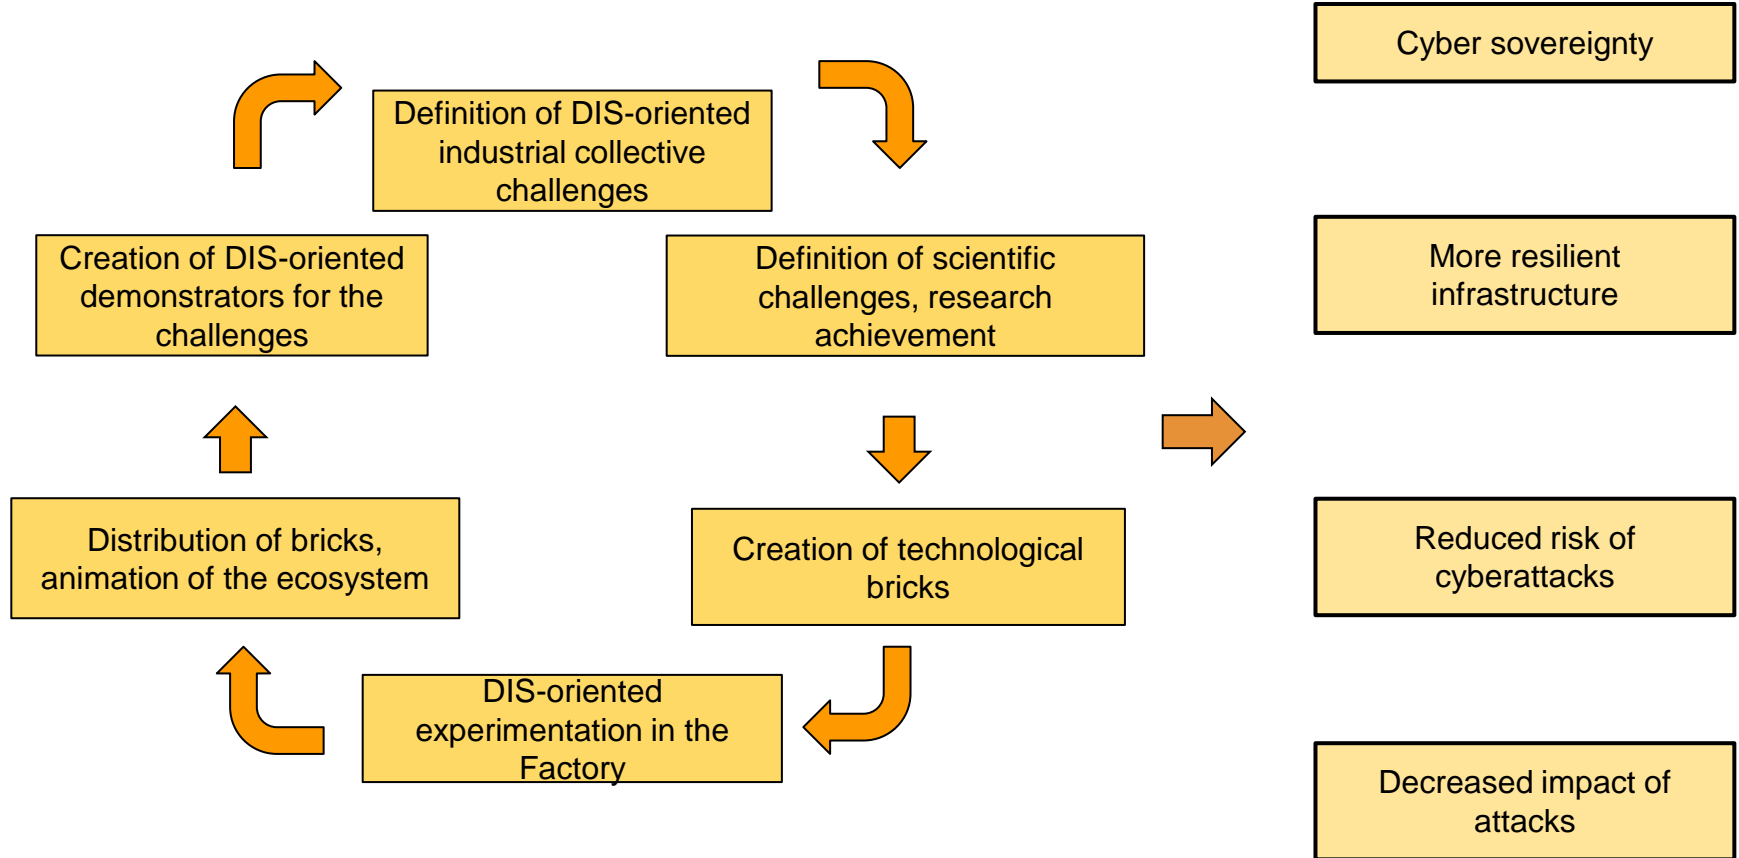 Definition of DIS-oriented
industrial collective
challenges
Definition of scientific
challenges, research
achievement
Creation of technological
bricks
DIS-oriented
experimentation in the
Factory
Distribution of bricks,
animation of the ecosystem
Creation of DIS-oriented
demonstrators for the
challenges
Cyber sovereignty
More resilient
infrastructure
Reduced risk of
cyberattacks
Decreased impact of
attacks